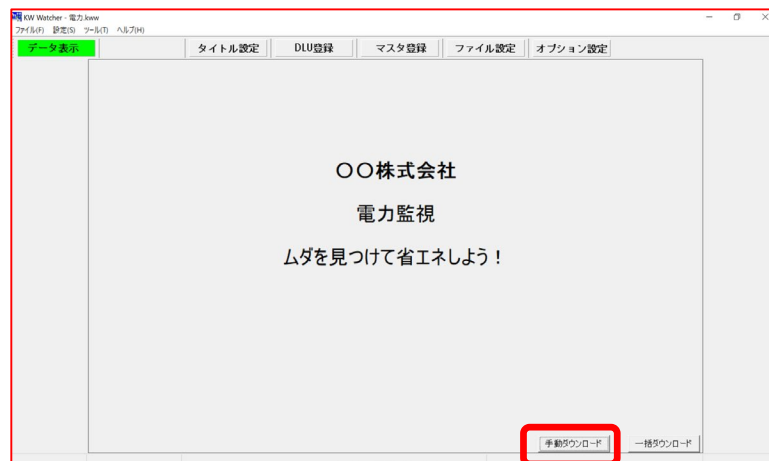 KW Watcher - 電力.kww
ファイル(F) 設定(S) ツール(T) ヘルプ(H)
データ表示 タイトル設定 DLU登録 マスタ登録 ファイル設定 オプション設定
〇〇株式会社
電力監視
ムダを見つけて省エネしよう！
手動ダウンロード 一括ダウンロード